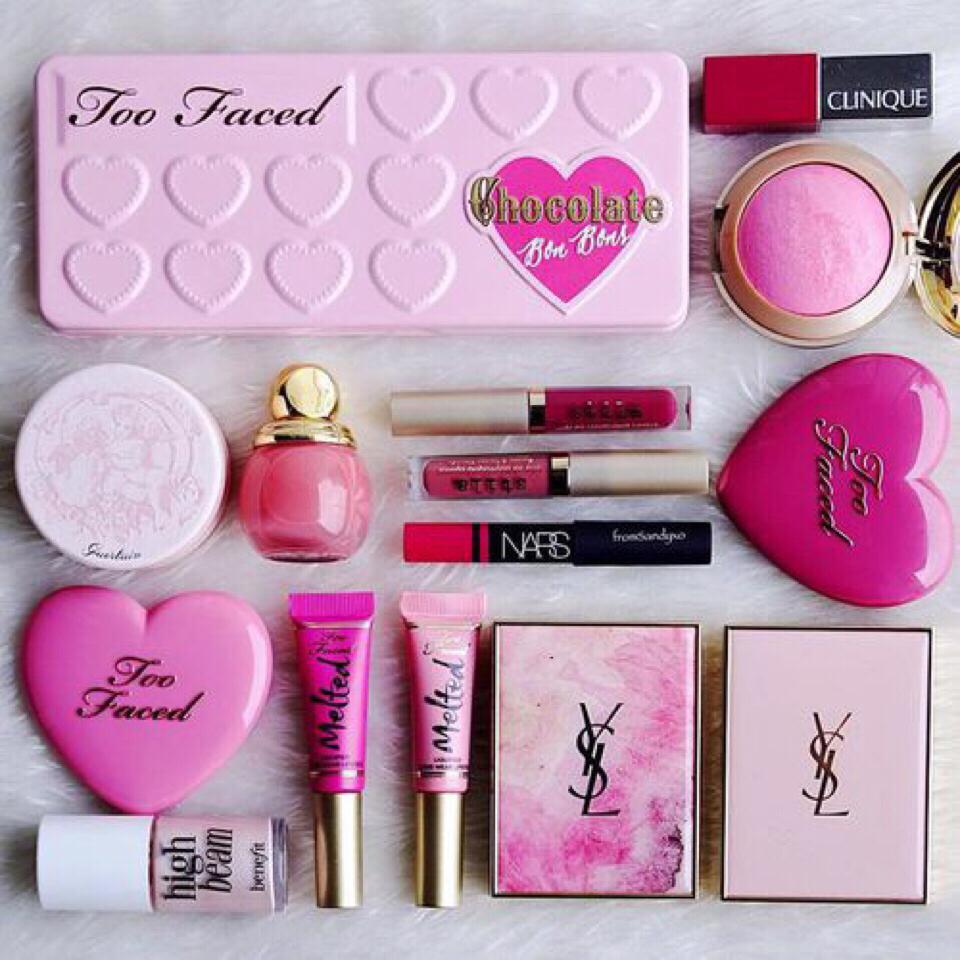 Too Faced
Chocolate
Bon Bons
CLINIQUE
Guerlain
stila
stila
NARS
fromsandyxo
Too
Faced
Too
Faced
Too
Faced
Melted
Too
Faced
Melted
YSL
YSL
high
beam
benefit